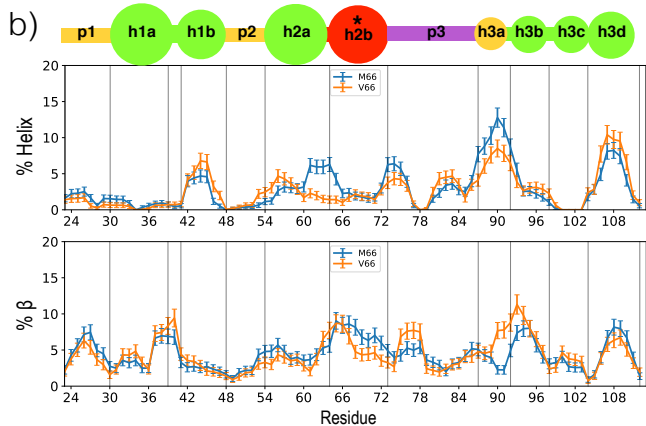 b)
p1 h1a h1b p2 h2a * h2b p3 h3a h3b h3c h3d
% Helix
20
15
10
5
0
M66
V66
24 30 36 42 48 54 60 66 72 78 84 90 96 102 108
% β
20
15
10
5
0
M66
V66
24 30 36 42 48 54 60 66 72 78 84 90 96 102 108
Residue